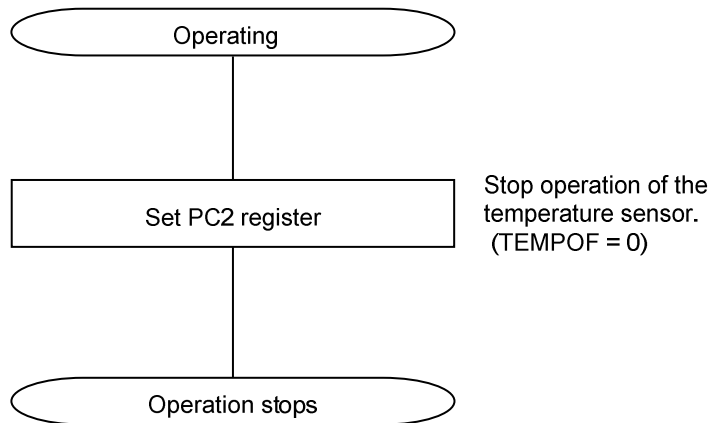 Operating
Set PC2 register
Stop operation of the
temperature sensor.
(TEMPOF = 0)
Operation stops